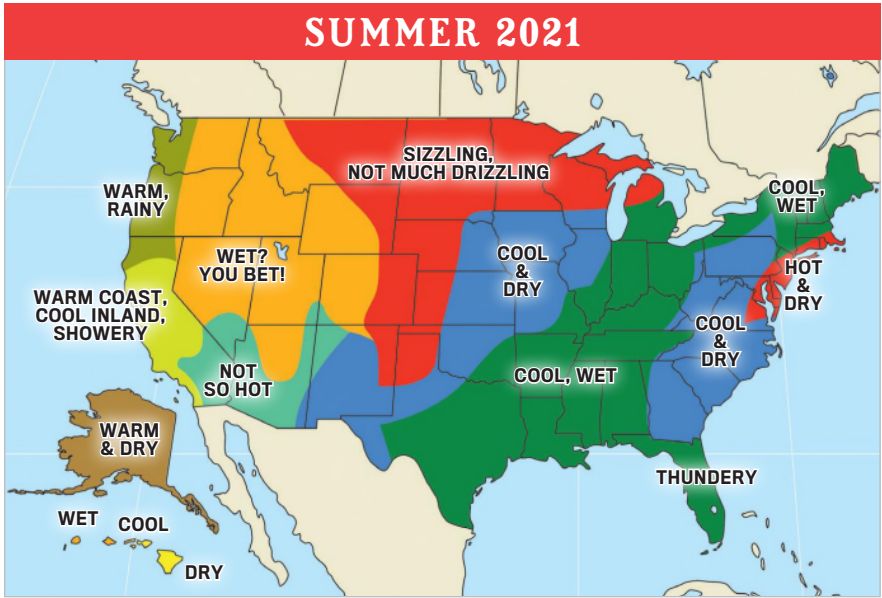 SUMMER 2021
SIZZLING,
NOT MUCH DRIZZLING
WARM,
RAINY
COOL,
WET
WET?
YOU BET!
COOL
&
DRY
HOT
&
DRY
WARM COAST,
COOL INLAND,
SHOWERY
COOL
&
DRY
NOT
SO HOT
COOL, WET
WARM
& DRY
THUNDERY
WET
COOL
DRY